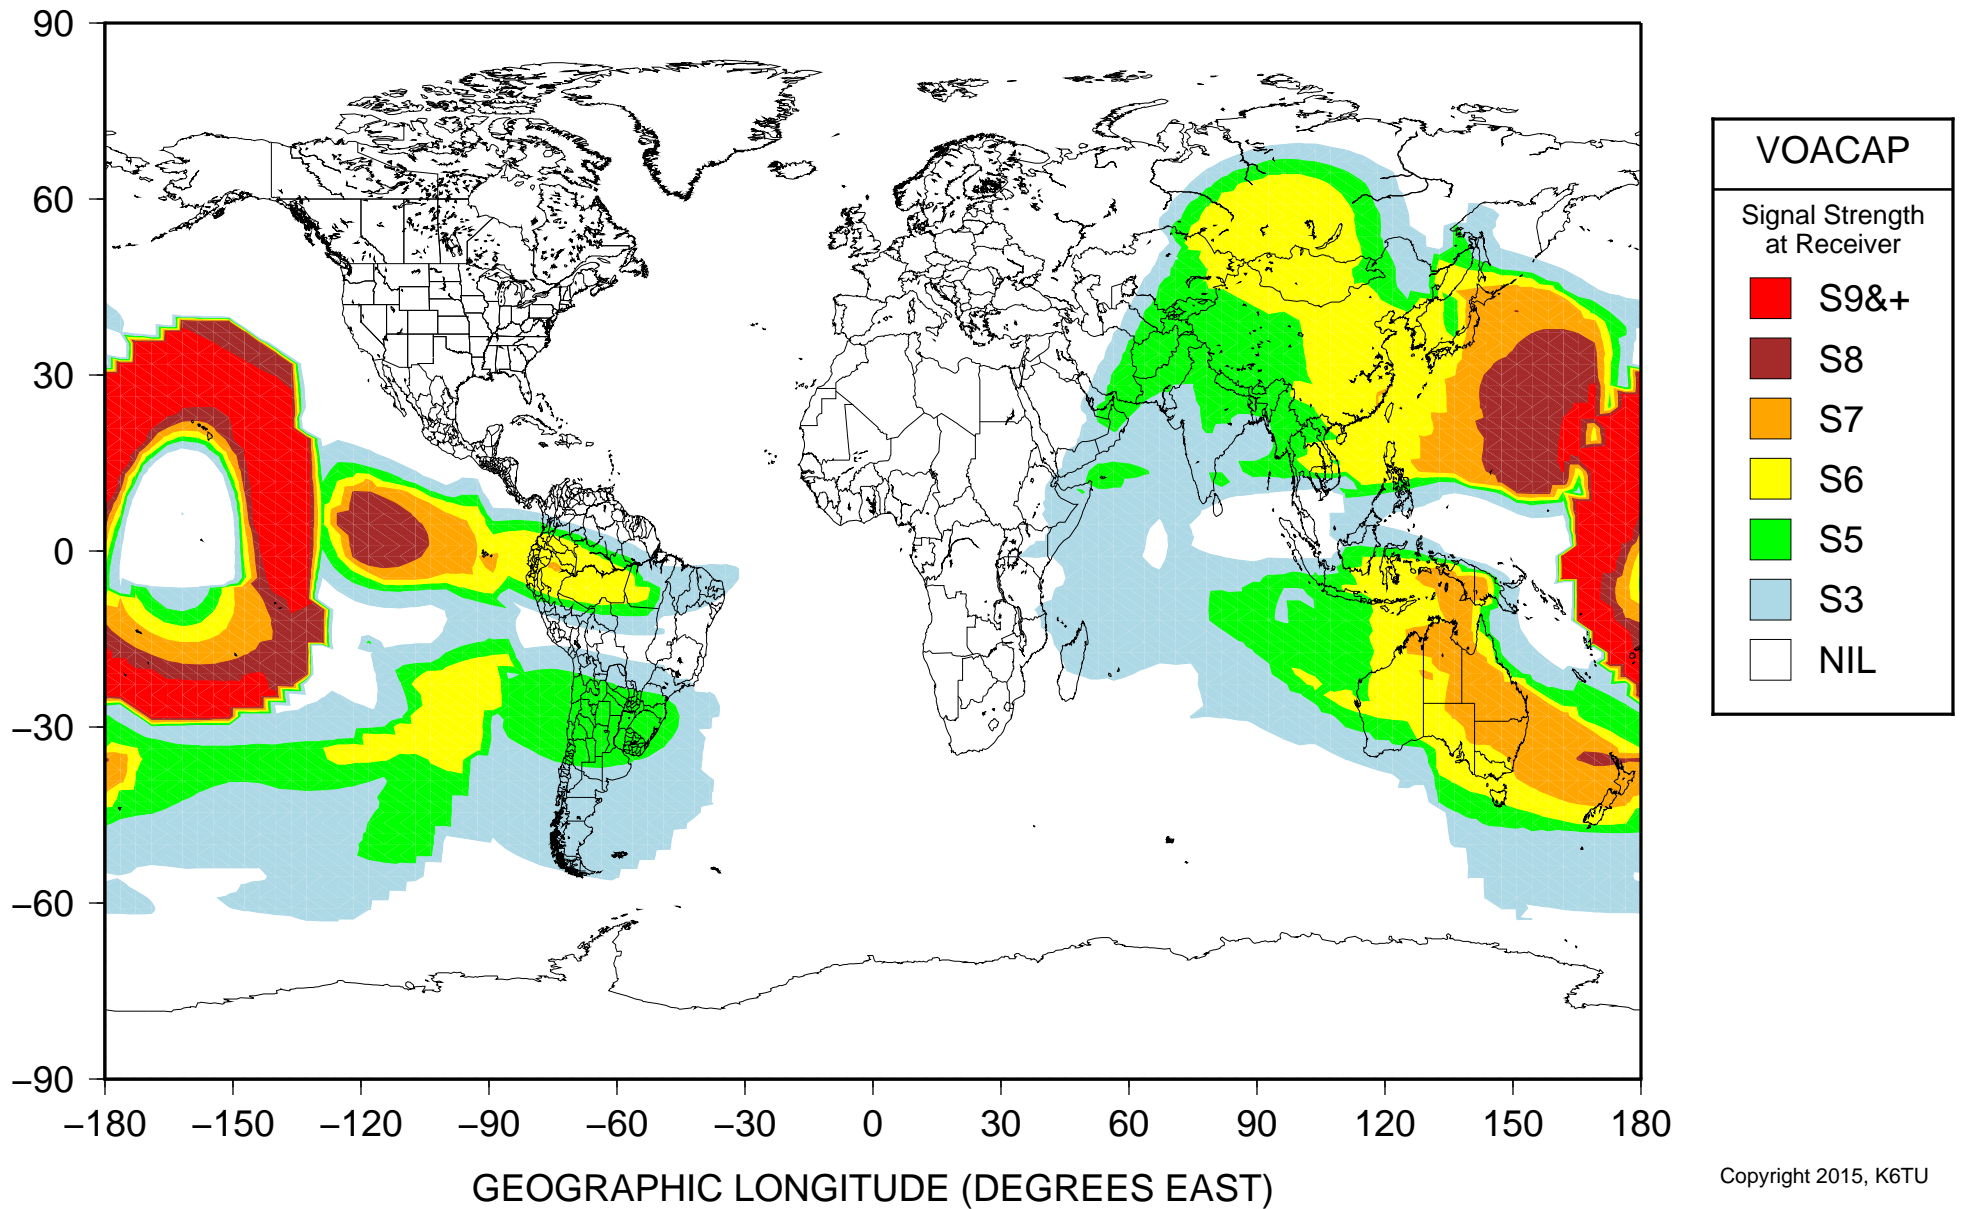 90
60
30
0
−30
−60
−90
−180 −150 −120 −90 −60 −30 0 30 60 90 120 150 180
GEOGRAPHIC LONGITUDE (DEGREES EAST)
VOACAP
Signal Strength
at Receiver
S9&+
S8
S7
S6
S5
S3
NIL
Copyright 2015, K6TU